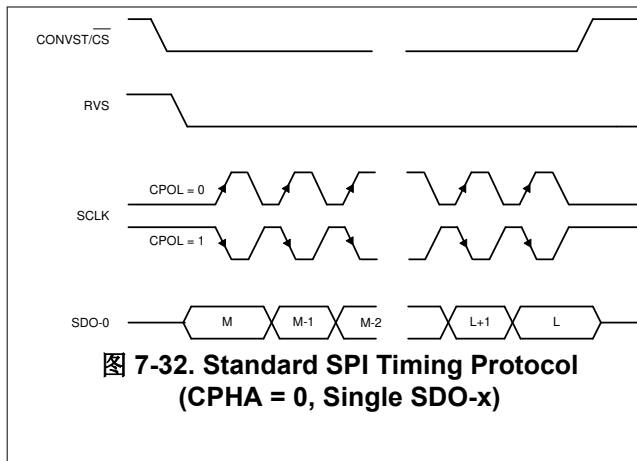 CONVST/CS
RVS
CPOL = 0
SCLK
CPOL = 1
SDO-0 M M-1 M-2 L+1 L
图 7-32. Standard SPI Timing Protocol
(CPHA = 0, Single SDO-x)